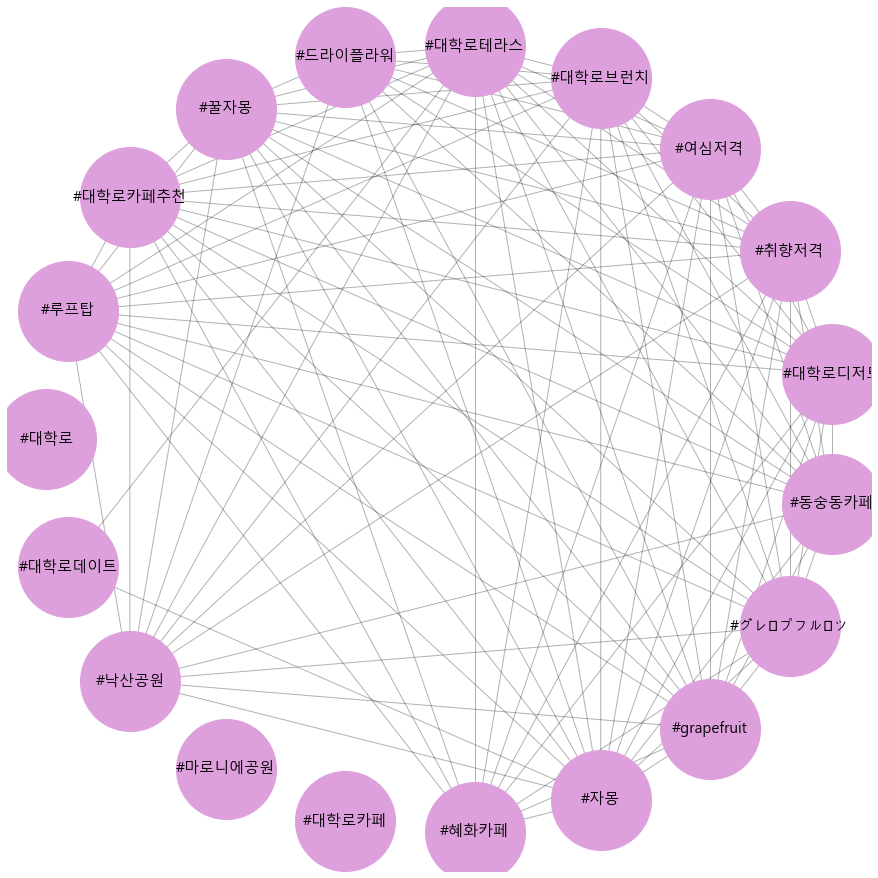 #대학로테라스
#드라이플라워
#대학로브런치
#꿀자몽
#여심저격
#대학로카페추천
#취향저격
#루프탑
#대학로디저트
#대학로
#동숭동카페
#대학로데이트
#グレロプフルロツ
#낙산공원
#grapefruit
#마로니에공원
#자몽
#대학로카페
#혜화카페